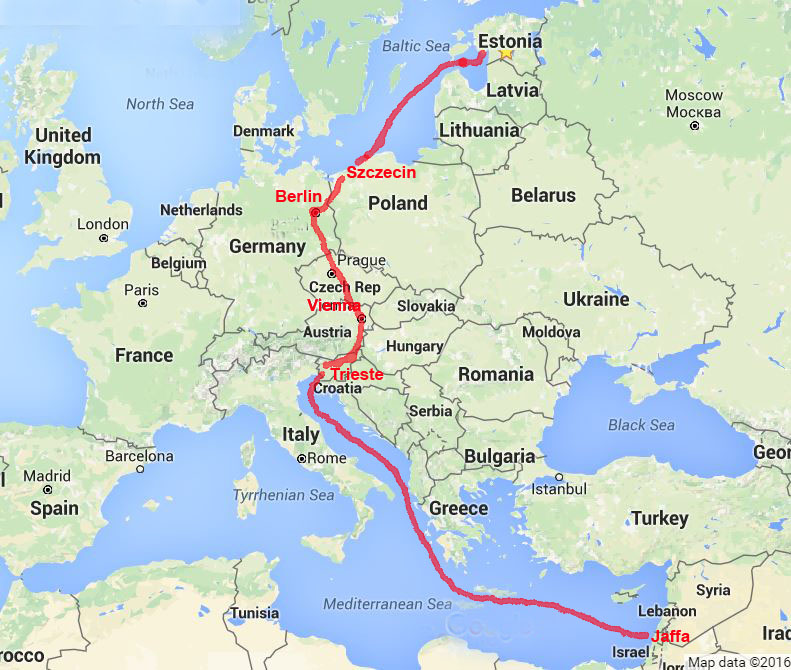 Estonia
Baltic Sea
Latvia
Moscow
Москва
North Sea
Denmark
Lithuania
United
Kingdom
Szczecin
Belarus
Berlin
Poland
Netherlands
London
Germany
Belgium
Prague
Paris
Czech Rep
Ukraine
Vienna
Slovakia
Austria
Moldova
Hungary
France
Trieste
Romania
Croatia
Serbia
Black Sea
Italy
Barcelona
Rome
Bulgaria
Geor
Madrid
Istanbul
Tyrrhenian Sea
Spain
Greece
Turkey
Syria
Mediterranean Sea
Tunisia
Lebanon
Iraq
Jaffa
Israel
rocco
Map data ©2016